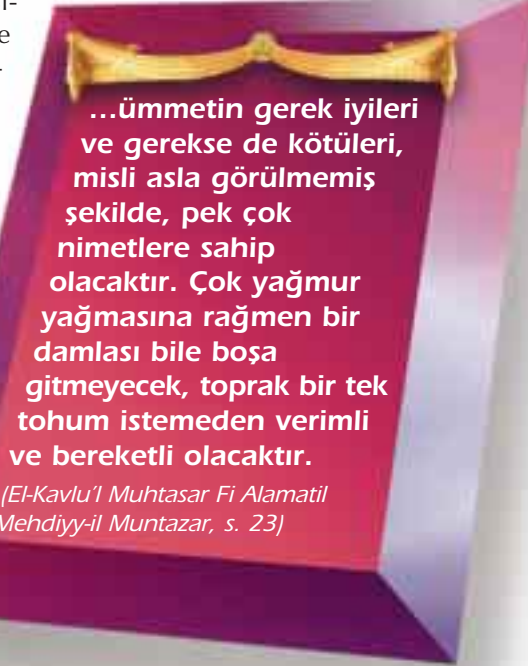 i-
e
-
...ümmetin gerek iyileri
ve gerekse de kötüleri,
misli asla görülmemiş
şekilde, pek çok
nimetlere sahip
olacaktır. Çok yağmur
yağmasına rağmen bir
damlası bile boşa
gitmeyecek, toprak bir tek
tohum istemeden verimli
ve bereketli olacaktır.
(El-Kavlu'l Muhtasar Fi Alamatil
Mehdiyy-il Muntazar, s. 23)